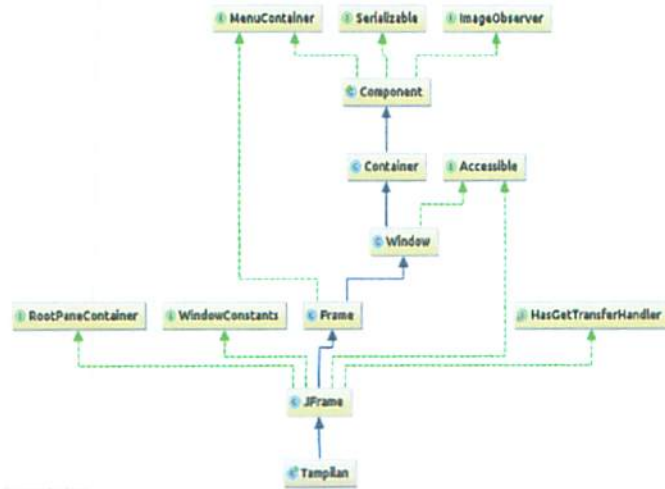 MenuContainer
Serializable
ImageObserver
Component
Container
Accessible
Window
RootPaneContainer
WindowConstants
Frame
HasGetTransferHandler
JFrame
Tampilan